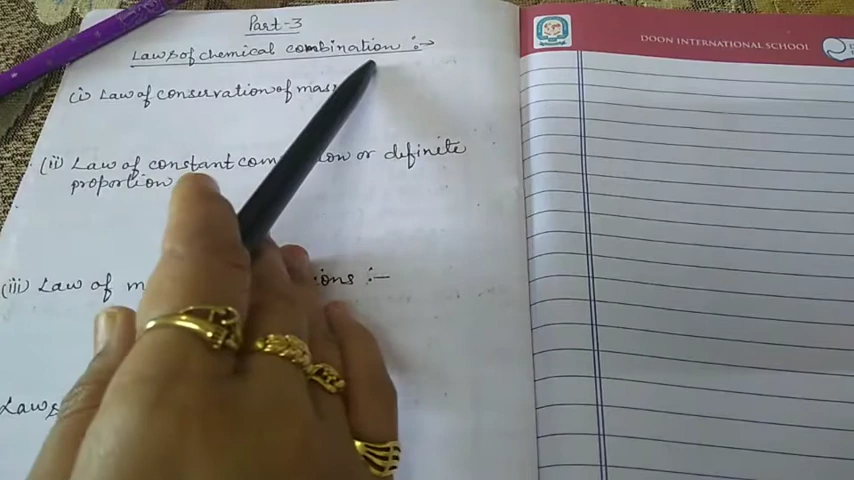 Part-3
Laws of chemical combination :->
(i) Law of conservation of mas
(ii) Law of constant com on or definite
proportion
(iii) Law of m ions :-
Laws
DOON INTERNATIONAL SCHOOL